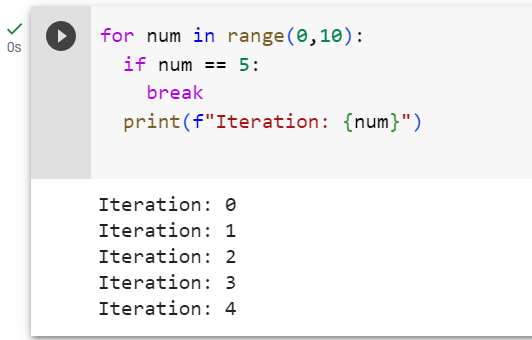 0s
for num in range(0,10):
  if num == 5:
    break
  print(f"Iteration: {num}")
Iteration: 0
Iteration: 1
Iteration: 2
Iteration: 3
Iteration: 4